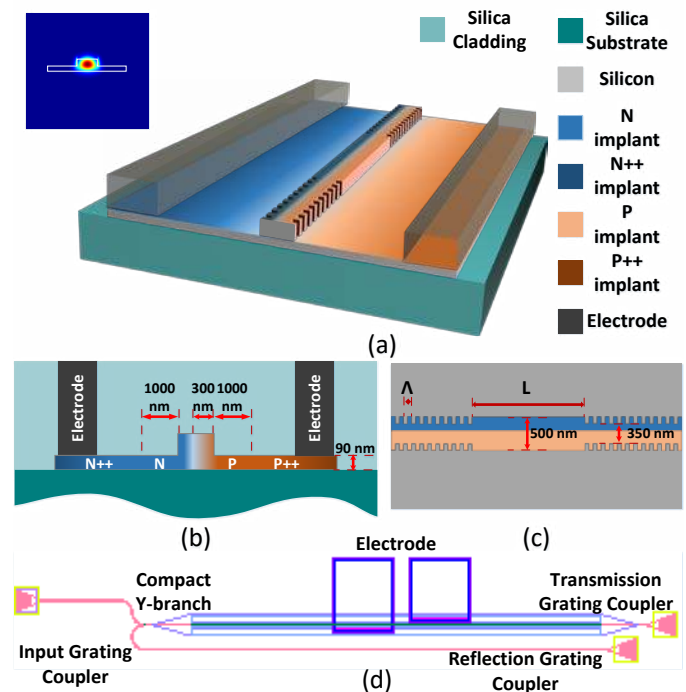 Silica
Cladding
Silica
Substrate
Silicon
N
implant
N++
implant
P
implant
P++
implant
Electrode
(a)
Electrode
1000
nm
300
nm
1000
nm
Electrode
90 nm
N++
N
P
P++
(b)
Λ
L
500 nm
350
nm
(c)
Electrode
Compact
Y-branch
Transmission
Grating Coupler
Input Grating
Coupler
Reflection Grating
Coupler
(d)